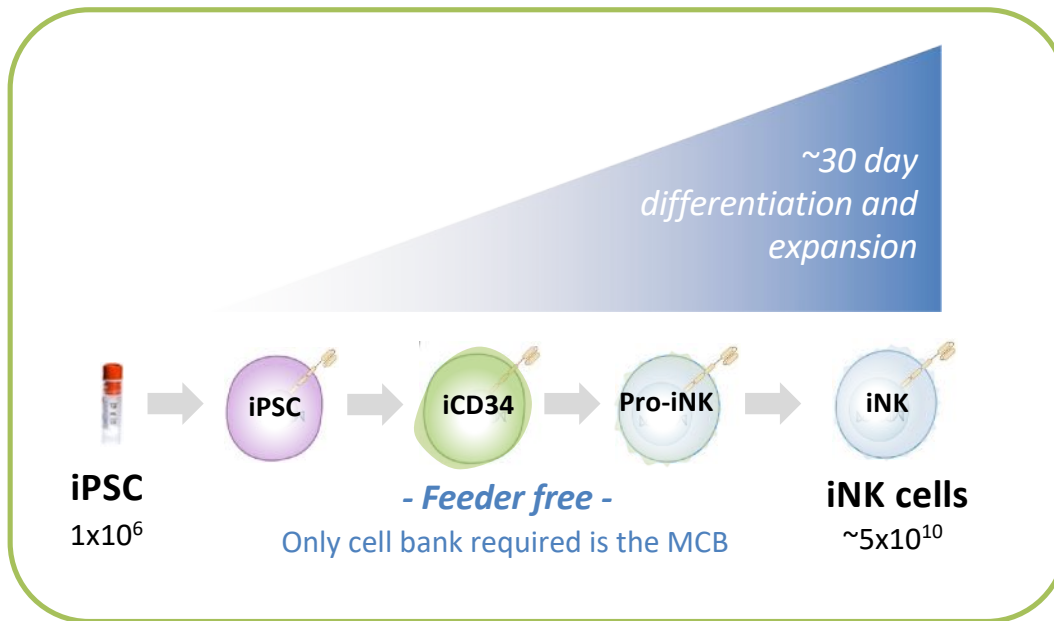 ~30 day
differentiation and
expansion
iPSC
iCD34
Pro-iNK
iNK
iPSC
1x10⁶
- Feeder free -
Only cell bank required is the MCB
iNK cells
~5x10¹⁰